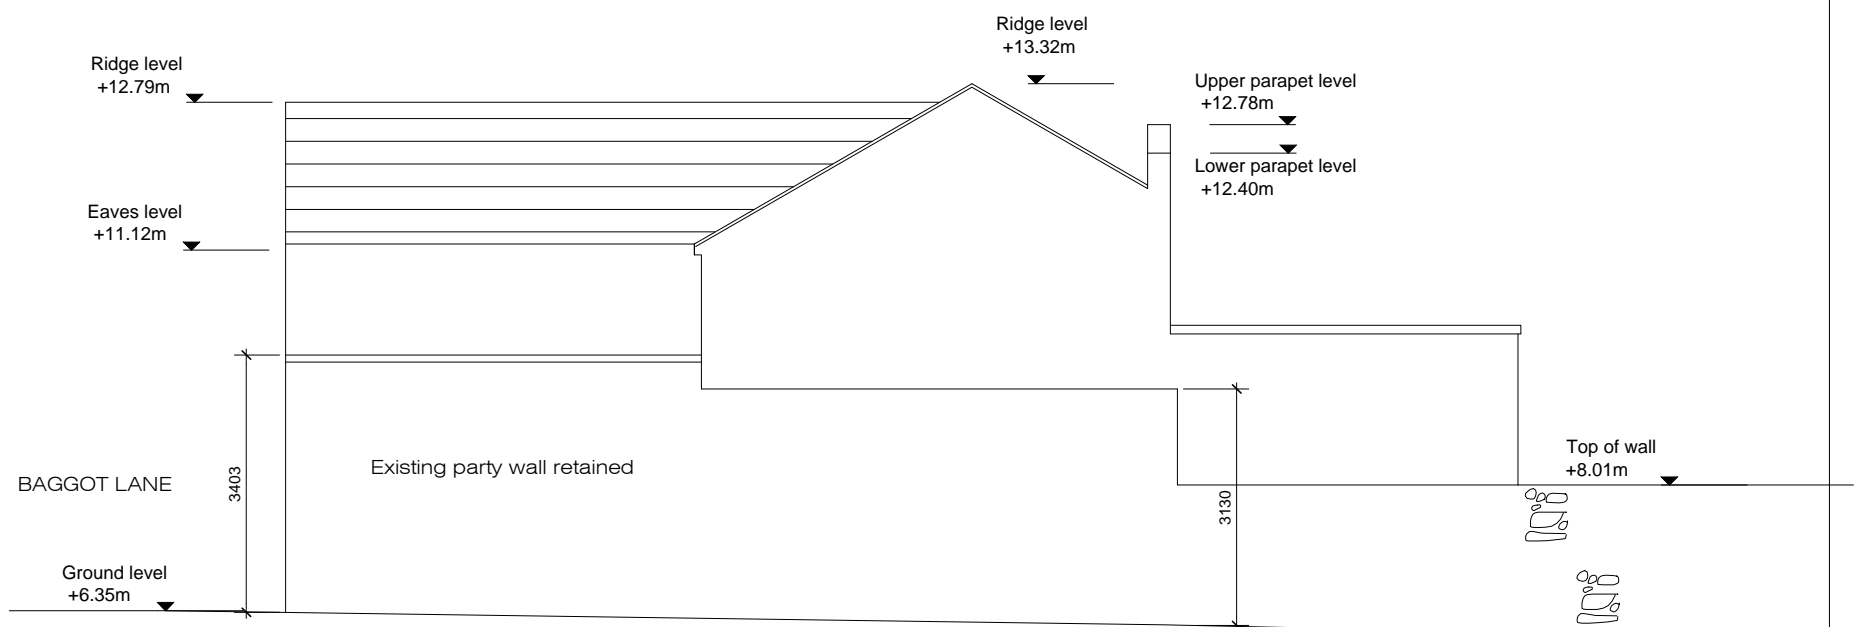 Ridge level
+13.32m
Ridge level
+12.79m
Upper parapet level
+12.78m
Lower parapet level
+12.40m
Eaves level
+11.12m
Top of wall
+8.01m
Existing party wall retained
BAGGOT LANE
3403
3130
Ground level
+6.35m